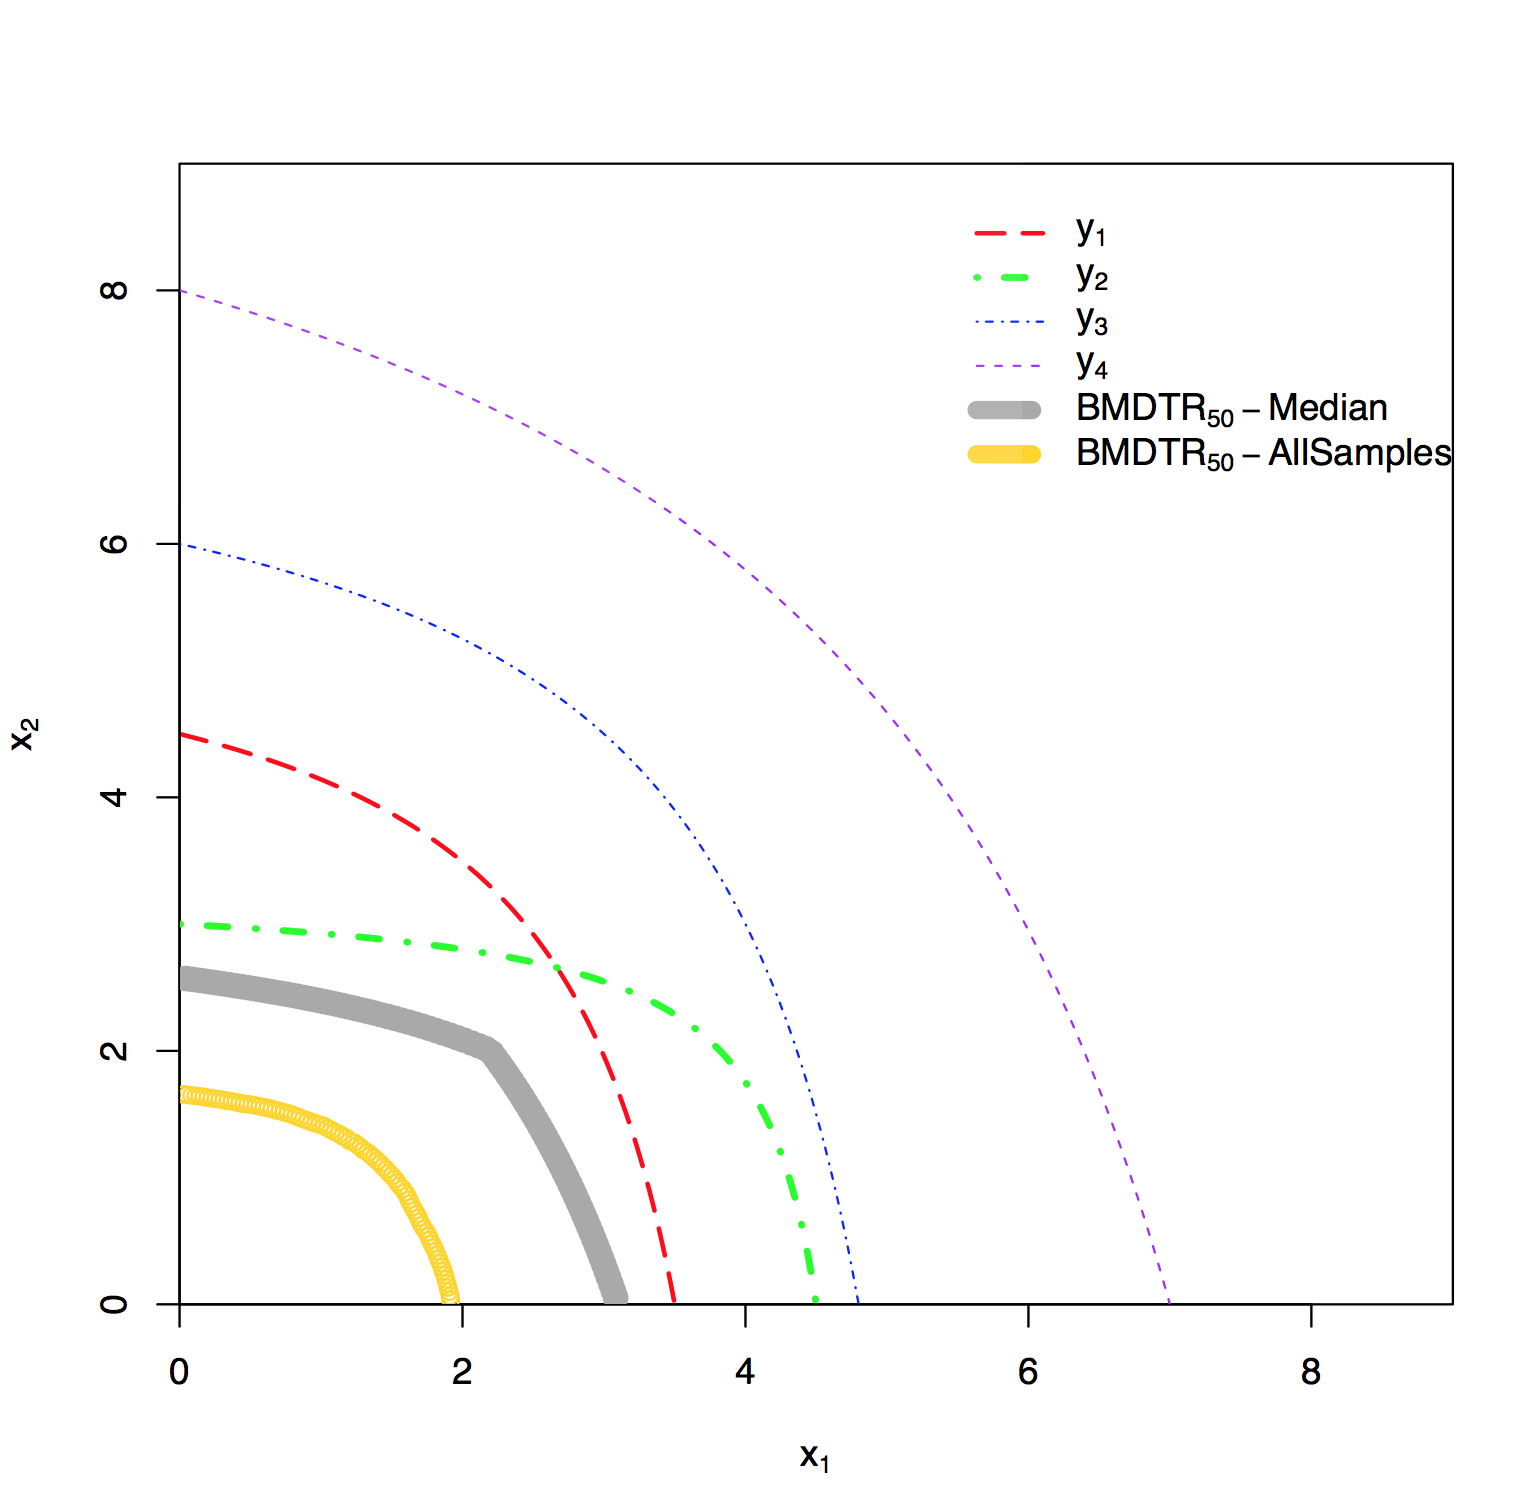 y1
y2
y3
y4
BMDTR50 – Median
BMDTR50 – AllSamples
8
6
4
2
0
x2
0 2 4 6 8
x1